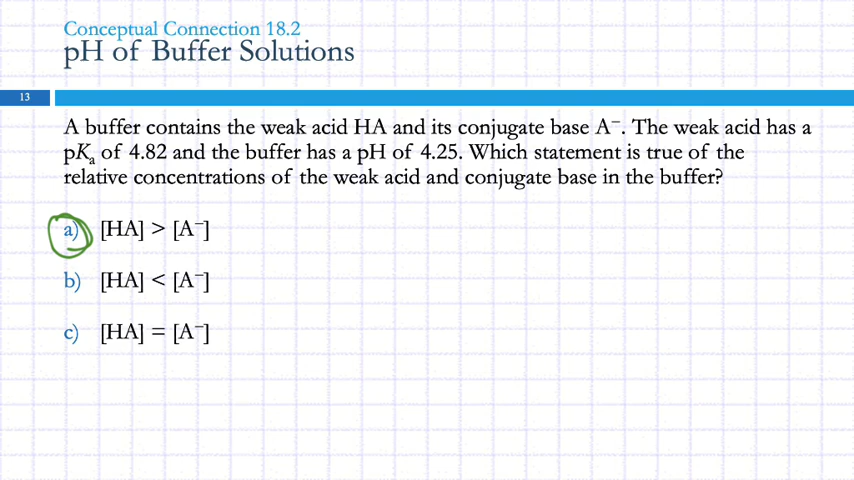 Conceptual Connection 18.2
pH of Buffer Solutions
13
A buffer contains the weak acid HA and its conjugate base A⁻. The weak acid has a
pKₐ of 4.82 and the buffer has a pH of 4.25. Which statement is true of the
relative concentrations of the weak acid and conjugate base in the buffer?
a) [HA] > [A⁻]
b) [HA] < [A⁻]
c) [HA] = [A⁻]